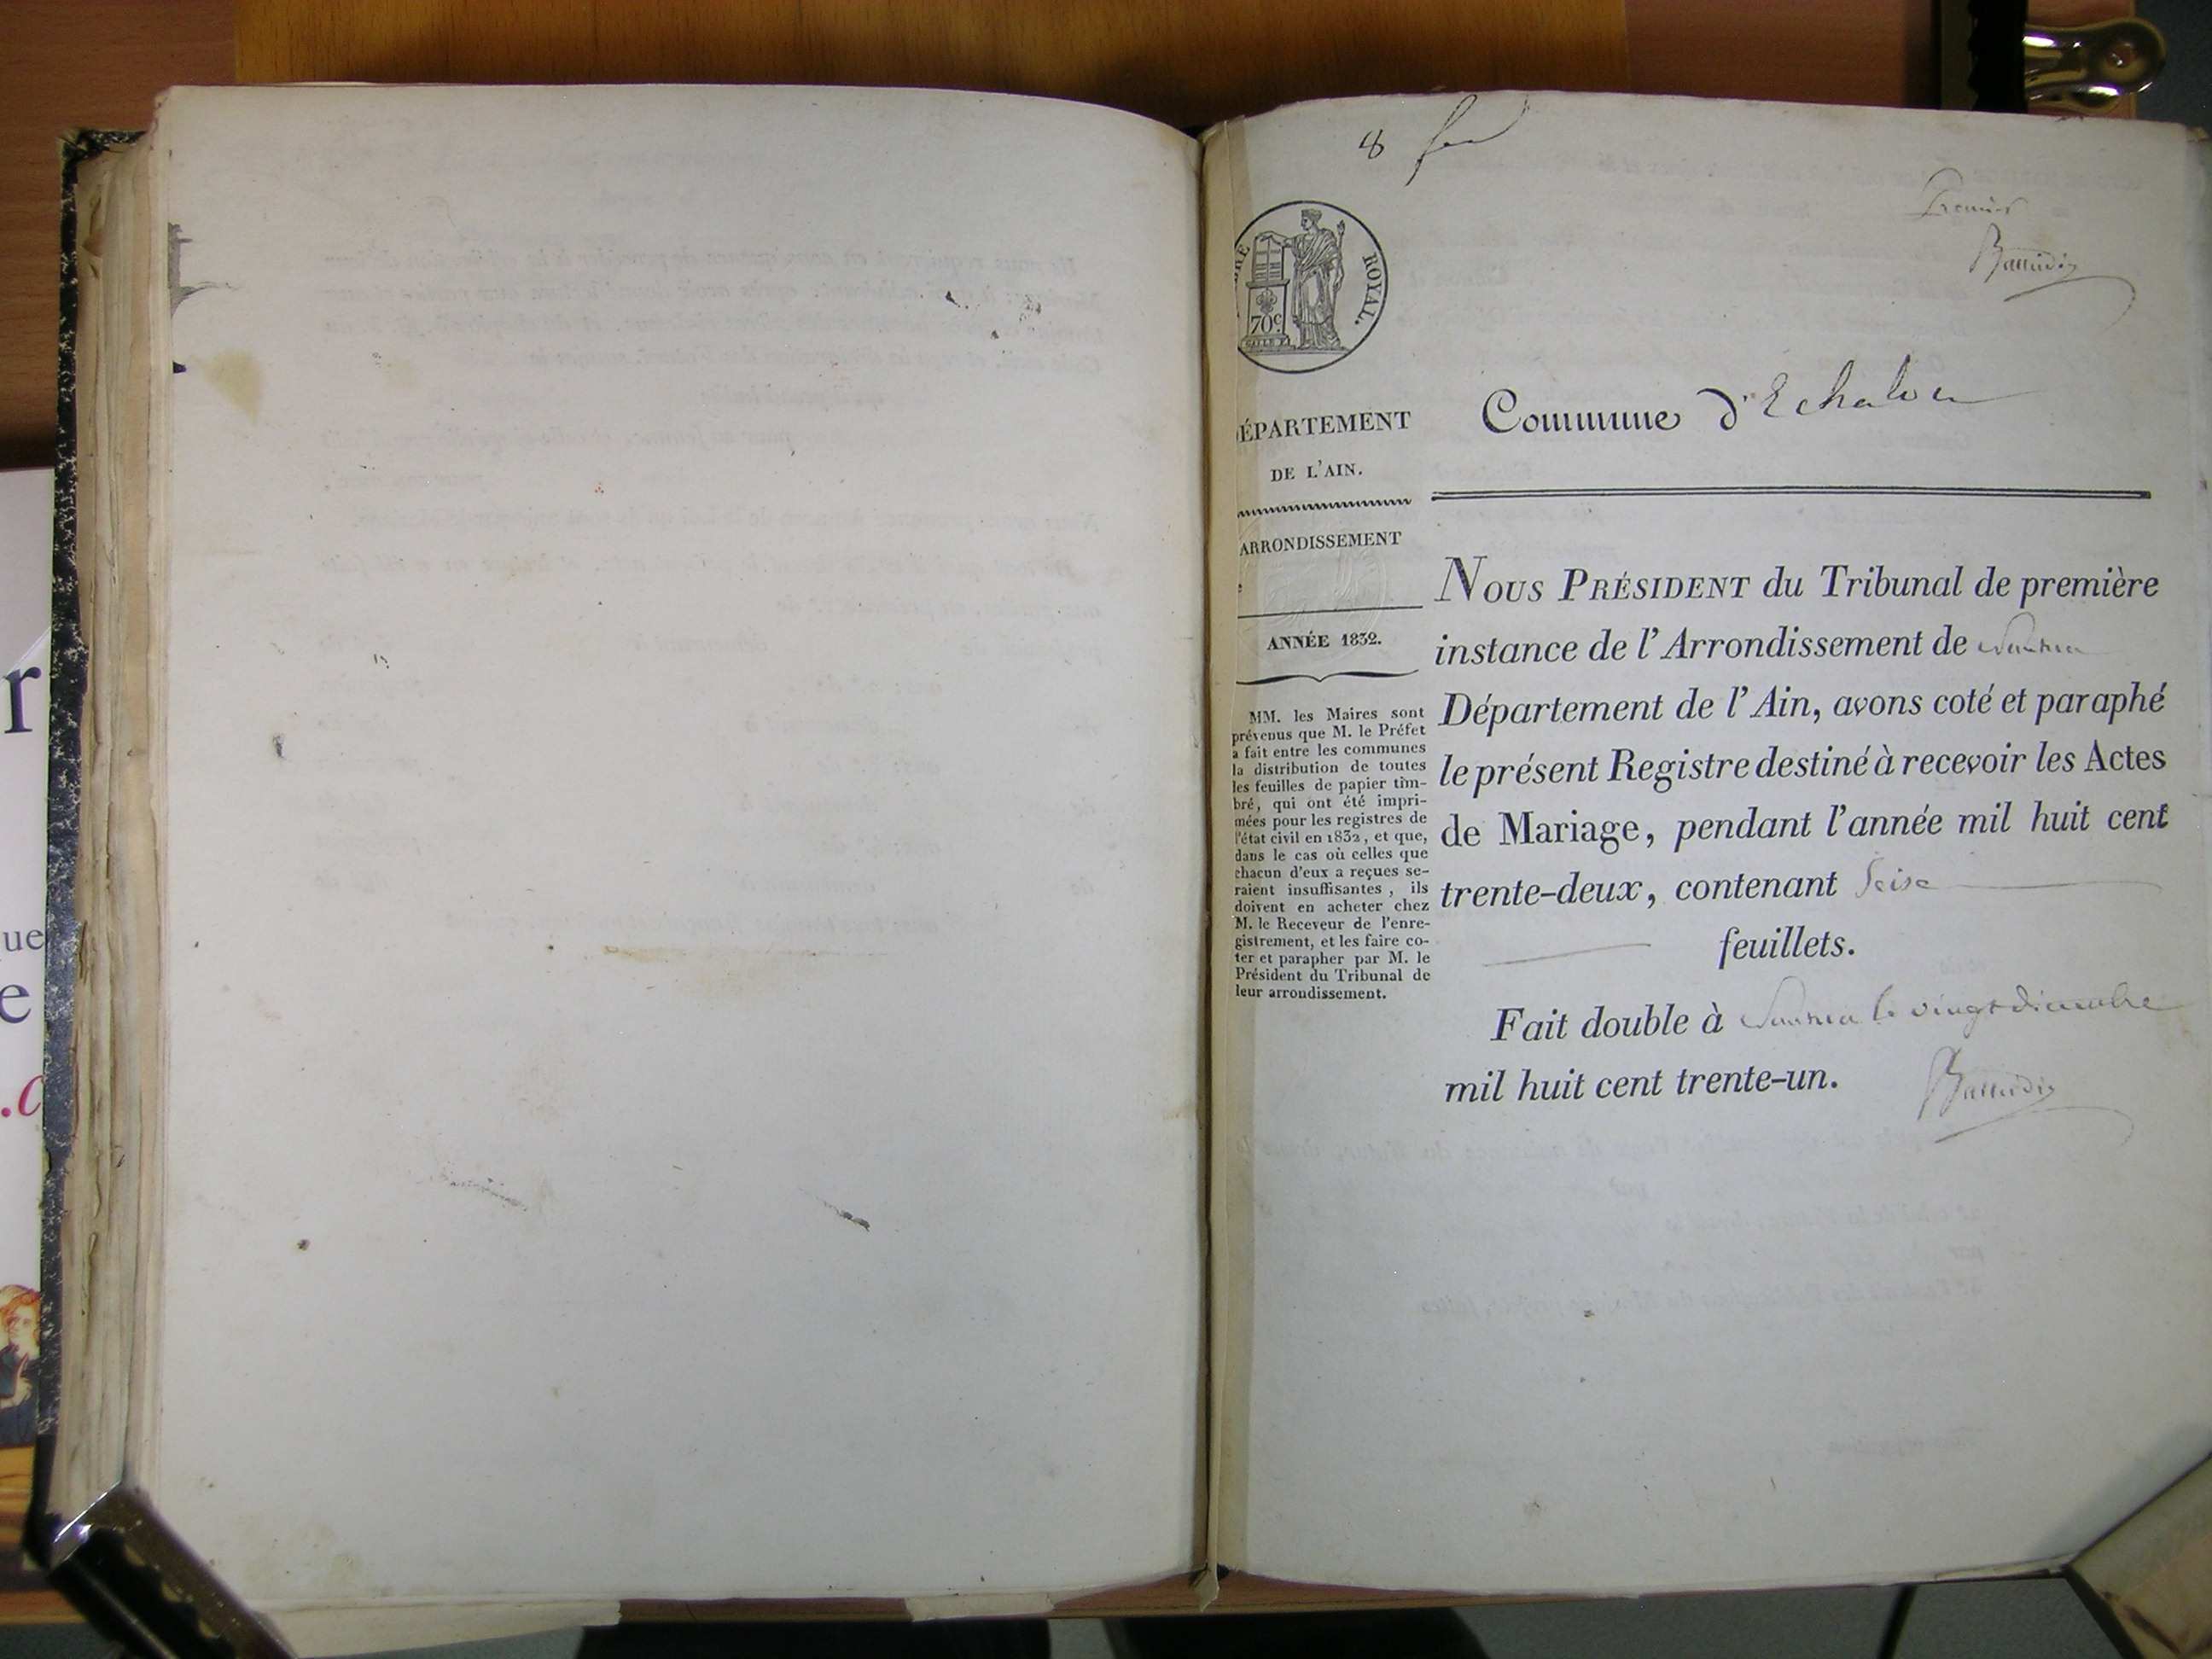 8 feu
Premier
Battandier
ROYAL.
70c
DÉPARTEMENT
DE L'AIN.
ARRONDISSEMENT
ANNÉE 1832.
MM. les Maires sont
prévenus que M. le Préfet
a fait entre les communes
la distribution de toutes
les feuilles de papier tim-
bré, qui ont été impri-
mées pour les registres de
l'état civil en 1832, et que,
dans le cas où celles que
chacun d'eux a reçues se-
raient insuffisantes, ils
doivent en acheter chez
M. le Receveur de l'enre-
gistrement, et les faire co-
ter et parapher par M. le
Président du Tribunal de
leur arrondissement.
Commune d'Echalon
NOUS PRÉSIDENT du Tribunal de première
instance de l'Arrondissement de Nantua
Département de l'Ain, avons coté et paraphé
le présent Registre destiné à recevoir les Actes
de Mariage, pendant l'année mil huit cent
trente-deux, contenant Seise
feuillets.
Fait double à Nantua le vingt décembre
mil huit cent trente-un.
r
ue
e
.c